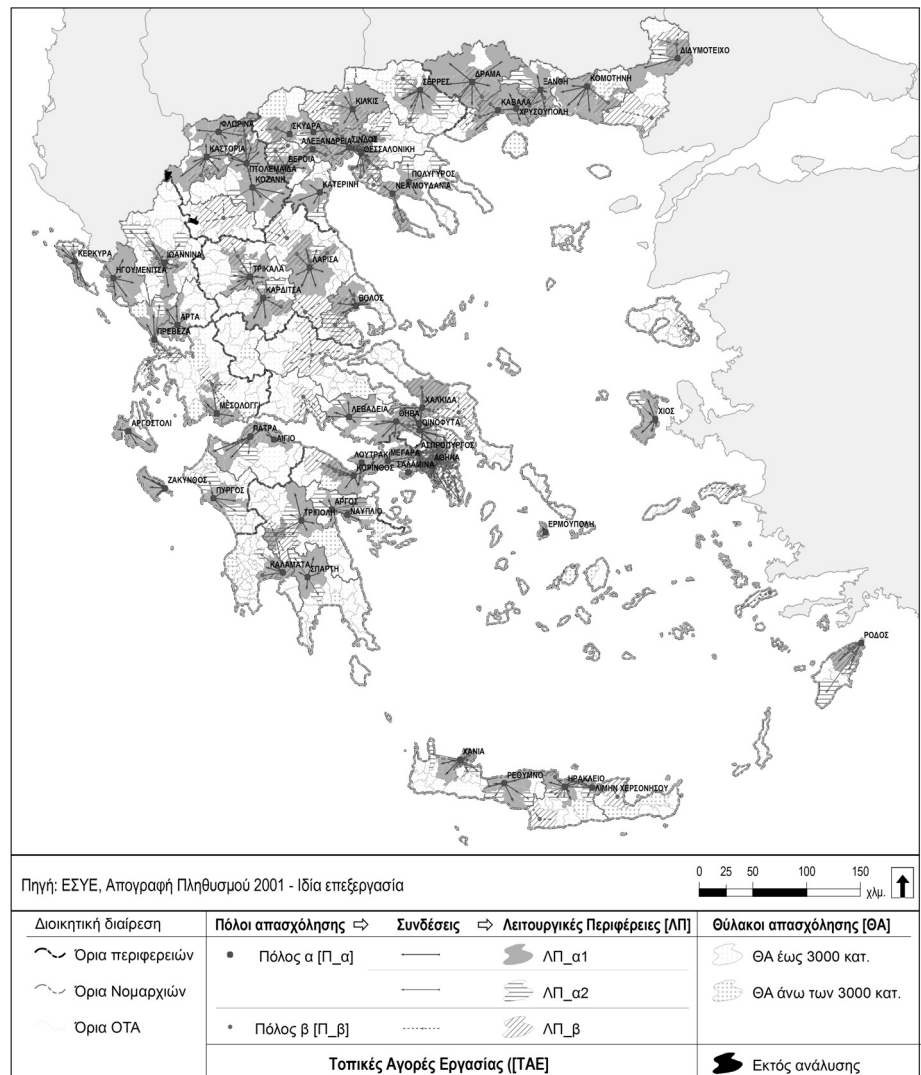 ΔΙΔΥΜΟΤΕΙΧΟ
ΔΡΑΜΑ
ΞΑΝΘΗ
ΚΟΜΟΤΗΝΗ
ΣΕΡΡΕΣ
ΚΑΒΑΛΑ
ΧΡΥΣΟΥΠΟΛΗ
ΚΙΛΚΙΣ
ΦΛΩΡΙΝΑ
ΣΚΥΔΡΑ
ΑΛΕΞΑΝΔΡΕΙΑ
ΣΙΝΔΟΣ
ΘΕΣΣΑΛΟΝΙΚΗ
ΚΑΣΤΟΡΙΑ
ΒΕΡΟΙΑ
ΠΤΟΛΕΜΑΙΔΑ
ΚΟΖΑΝΗ
ΚΑΤΕΡΙΝΗ
ΠΟΛΥΓΥΡΟΣ
ΝΕΑ ΜΟΥΔΑΝΙΑ
ΚΕΡΚΥΡΑ
ΙΩΑΝΝΙΝΑ
ΗΓΟΥΜΕΝΙΤΣΑ
ΤΡΙΚΑΛΑ
ΛΑΡΙΣΑ
ΚΑΡΔΙΤΣΑ
ΒΟΛΟΣ
ΑΡΤΑ
ΠΡΕΒΕΖΑ
ΜΕΣΟΛΟΓΓΙ
ΛΕΒΑΔΕΙΑ
ΧΑΛΚΙΔΑ
ΘΗΒΑ
ΟΙΝΟΦΥΤΑ
ΧΙΟΣ
ΑΡΓΟΣΤΟΛΙ
ΠΑΤΡΑ
ΑΙΓΙΟ
ΑΣΠΡΟΠΥΡΓΟΣ
ΛΟΥΤΡΑΚΙ
ΜΕΓΑΡΑ
ΑΘΗΝΑ
ΚΟΡΙΝΘΟΣ
ΣΑΛΑΜΙΝΑ
ΖΑΚΥΝΘΟΣ
ΠΥΡΓΟΣ
ΑΡΓΟΣ
ΝΑΥΠΛΙΟ
ΤΡΙΠΟΛΗ
ΕΡΜΟΥΠΟΛΗ
ΚΑΛΑΜΑΤΑ
ΣΠΑΡΤΗ
ΡΟΔΟΣ
ΧΑΝΙΑ
ΡΕΘΥΜΝΟ
ΗΡΑΚΛΕΙΟ
ΛΙΜΗΝ ΧΕΡΣΟΝΗΣΟΥ
Πηγή: ΕΣΥΕ, Απογραφή Πληθυσμού 2001 - Ιδία επεξεργασία
0 25 50 100 150
χλμ.
Διοικητική διαίρεση
Όρια περιφερειών
Όρια Νομαρχιών
Όρια ΟΤΑ
Πόλοι απασχόλησης ⇨ Συνδέσεις ⇨ Λειτουργικές Περιφέρειες [ΛΠ]
Πόλος α [Π_α] ΛΠ_α1
ΛΠ_α2
Πόλος β [Π_β] ΛΠ_β
Τοπικές Αγορές Εργασίας ([ΤΑΕ]
Θύλακοι απασχόλησης [ΘΑ]
ΘΑ έως 3000 κατ.
ΘΑ άνω των 3000 κατ.
Εκτός ανάλυσης